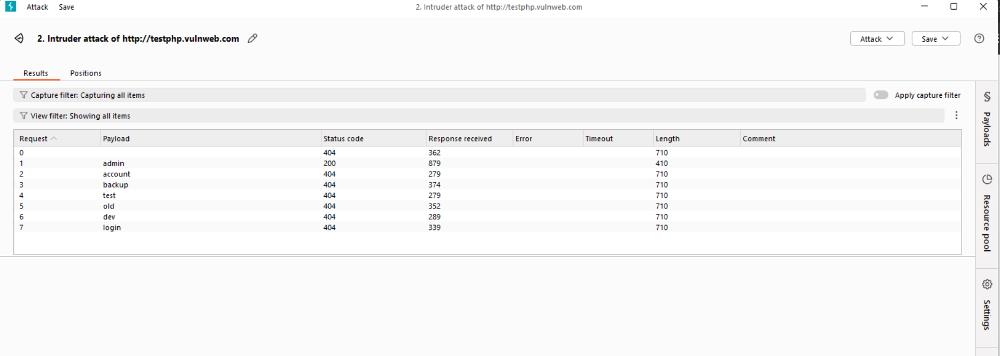 Attack Save 2. Intruder attack of http://testphp.vulnweb.com
2. Intruder attack of http://testphp.vulnweb.com Attack Save ?
Results Positions
Capture filter: Capturing all items Apply capture filter
View filter: Showing all items
Request Payload Status code Response received Error Timeout Length Comment
0 404 362 710
1 admin 200 879 410
2 account 404 279 710
3 backup 404 374 710
4 test 404 279 710
5 old 404 352 710
6 dev 404 289 710
7 login 404 339 710
Payloads
Resource pool
Settings